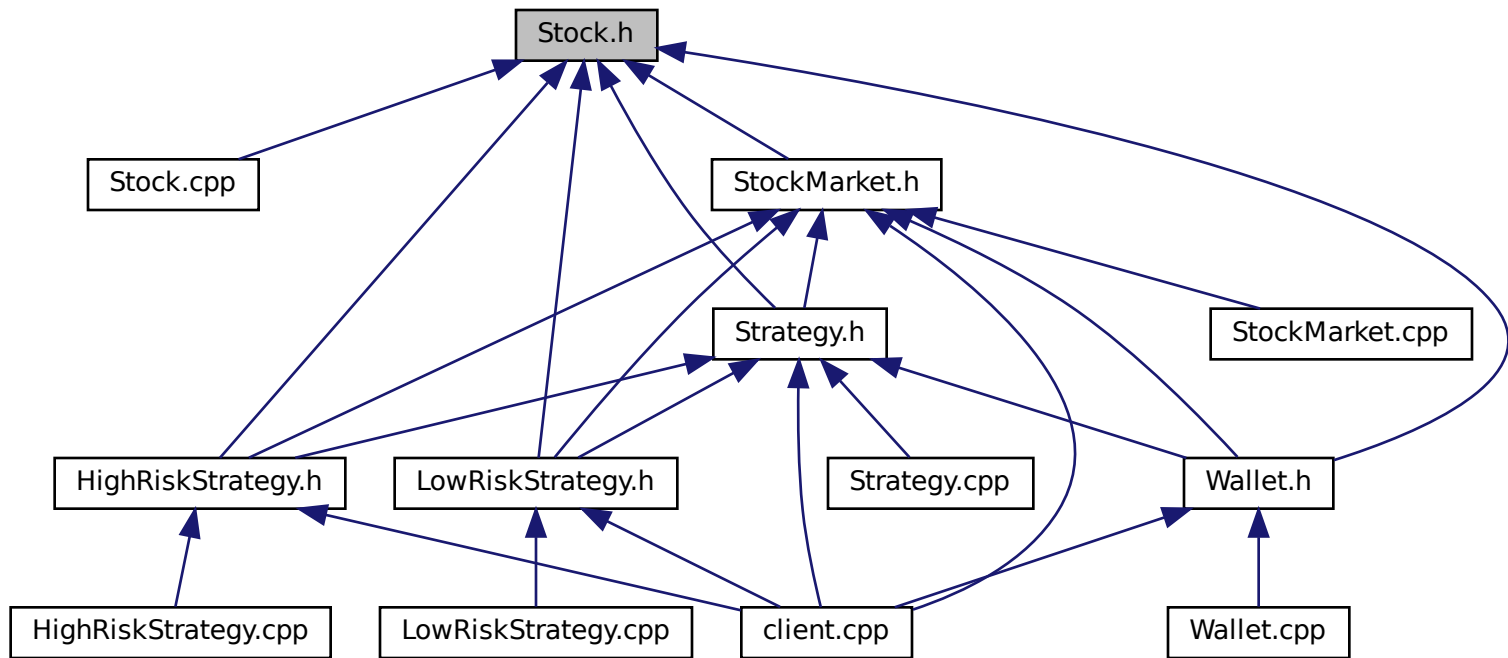 Stock.h
Stock.cpp
StockMarket.h
Strategy.h
StockMarket.cpp
HighRiskStrategy.h
LowRiskStrategy.h
Strategy.cpp
Wallet.h
HighRiskStrategy.cpp
LowRiskStrategy.cpp
client.cpp
Wallet.cpp